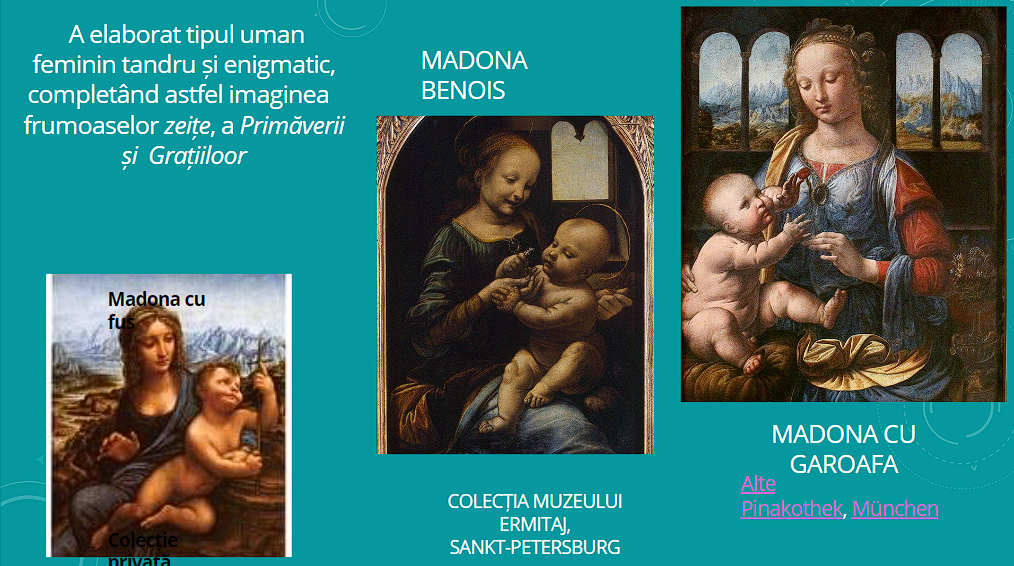 A elaborat tipul uman
feminin tandru și enigmatic,
completând astfel imaginea
frumoaselor zeițe, a Primăverii
și Grațiiloor
MADONA
BENOIS
Madona cu
fus
MADONA CU
GAROAFA
Alte
Pinakothek, München
COLECȚIA MUZEULUI
ERMITAJ,
SANKT-PETERSBURG
Colecție
privată